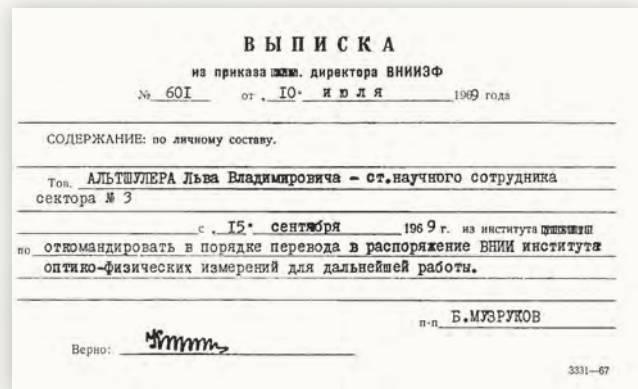 ВЫПИСКА
из приказа директора ВНИИЭФ
№ 601 от „10" июля 1969 года
СОДЕРЖАНИЕ: по личному составу.
Тов. АЛЬТШУЛЕРА Льва Владимировича – ст.научного сотрудника
сектора № 3
с „15" сентября 1969 г. из института
по откомандировать в порядке перевода в распоряжение ВНИИ института
оптико-физических измерений для дальнейшей работы.
п-п Б.МУЗРУКОВ
Верно:
3331—67